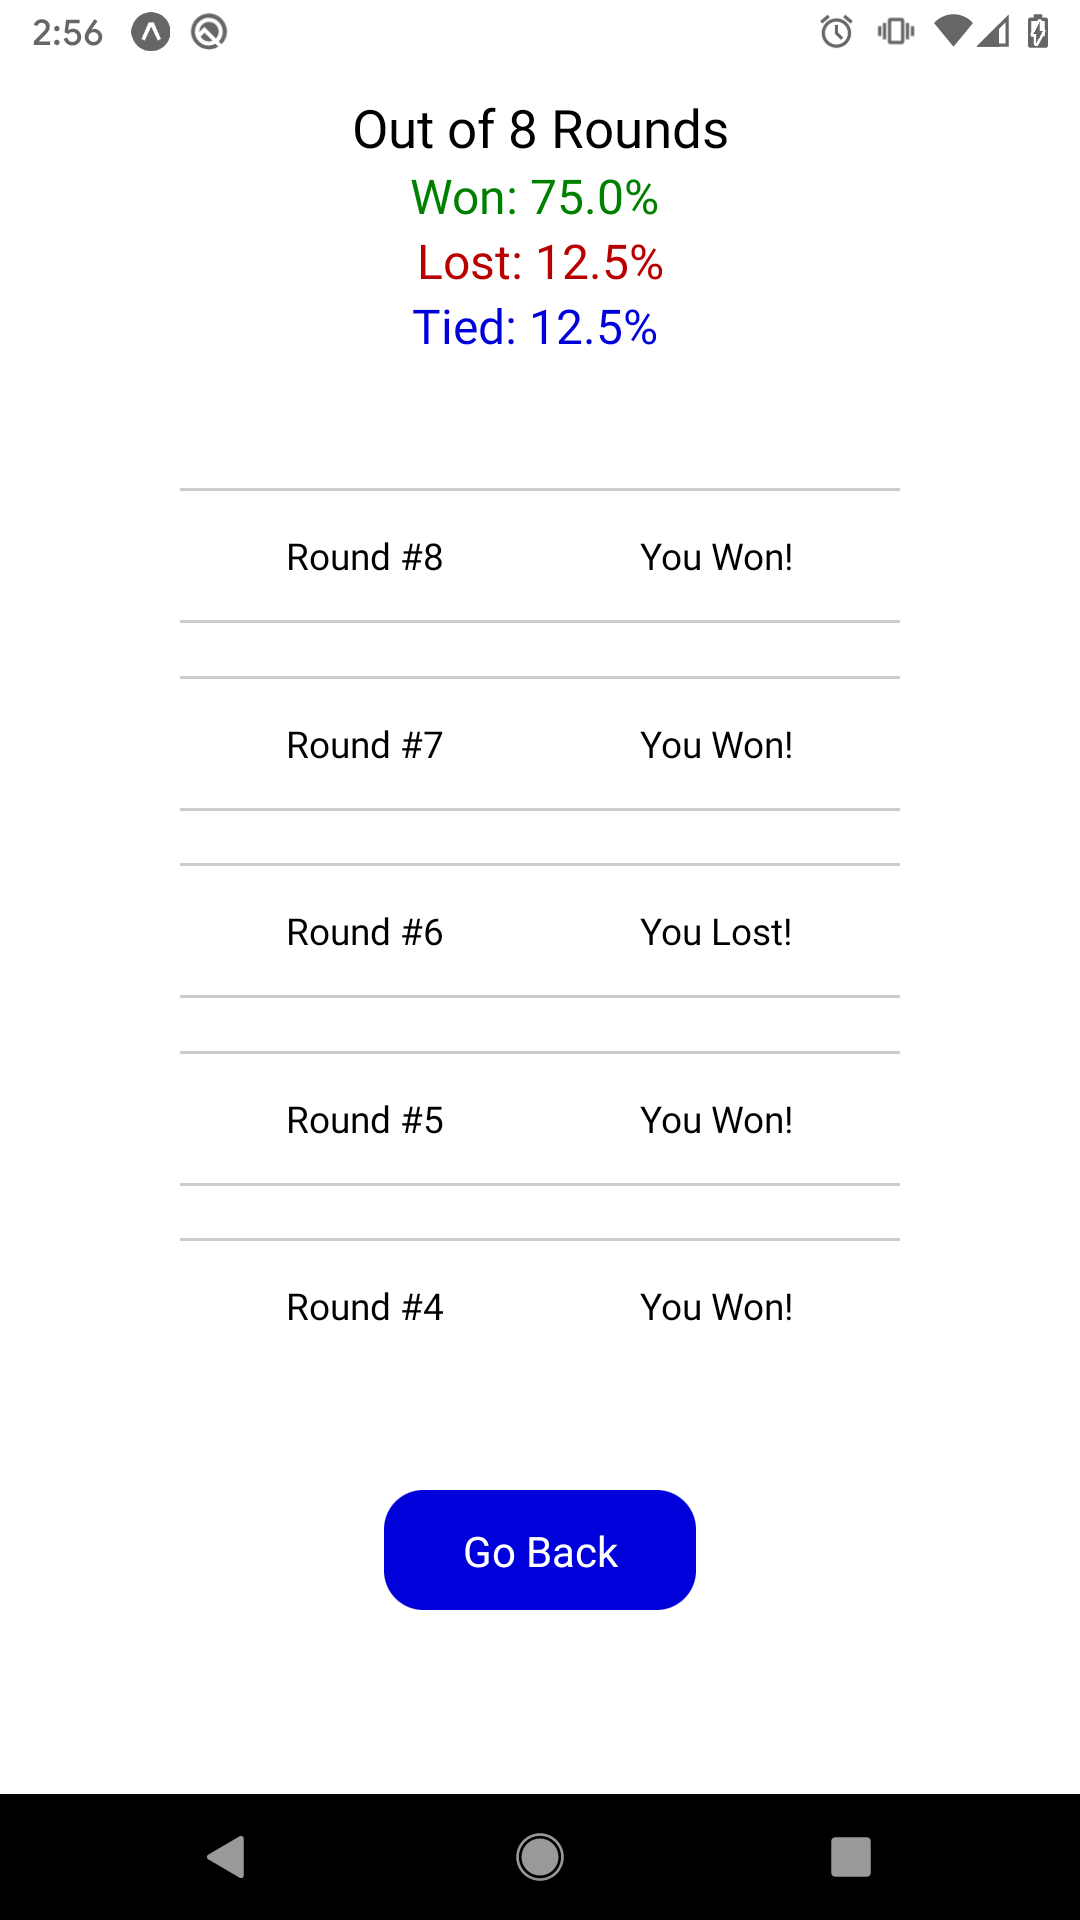 2:56
Out of 8 Rounds
Won: 75.0%
Lost: 12.5%
Tied: 12.5%
Round #8 You Won!
Round #7 You Won!
Round #6 You Lost!
Round #5 You Won!
Round #4 You Won!
Go Back